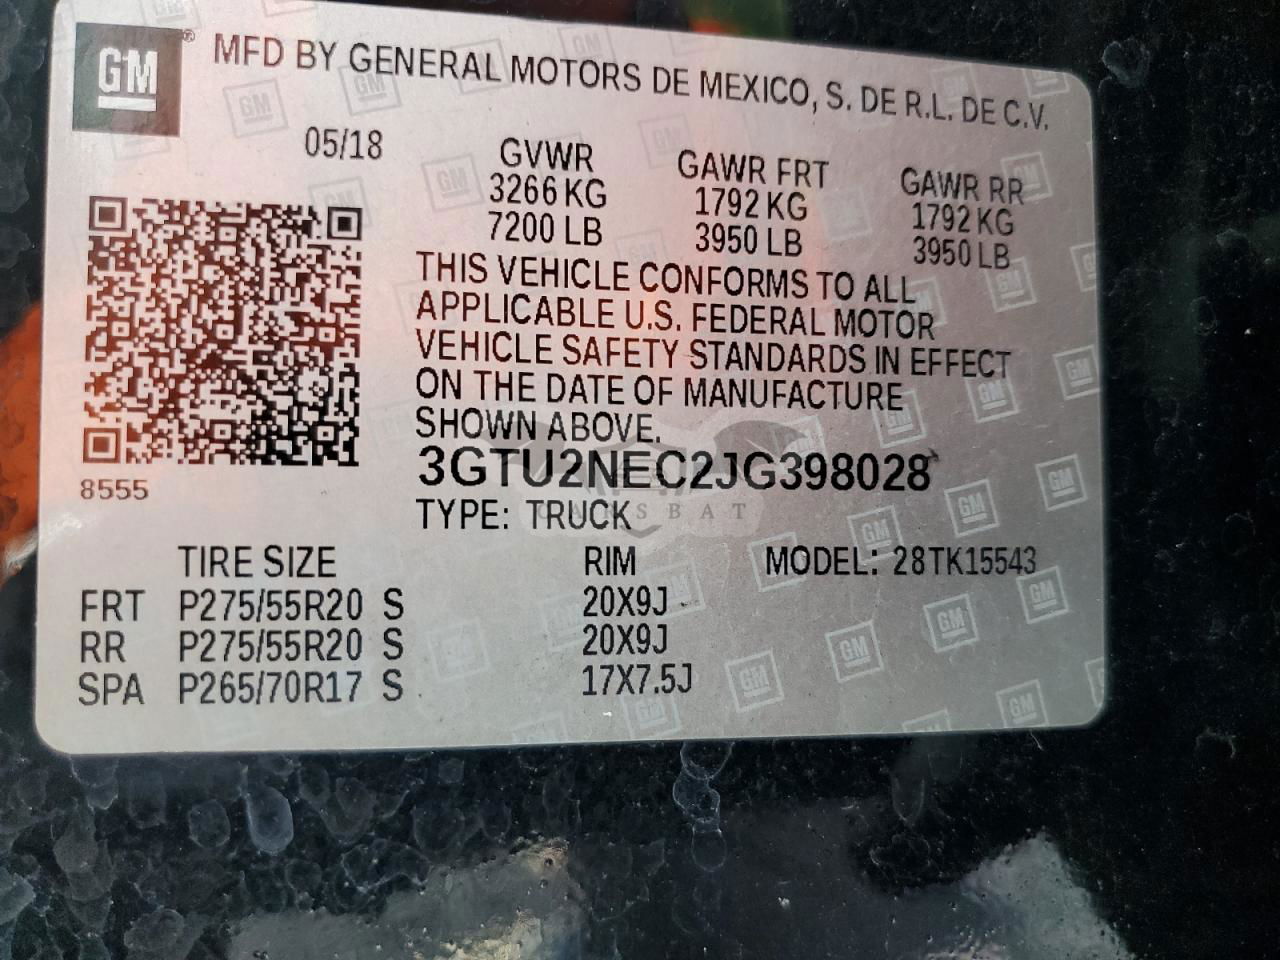 GM® MFD BY GENERAL MOTORS DE MEXICO, S. DE R.L. DE C.V.
05/18
GVWR GAWR FRT GAWR RR
3266 KG 1792 KG 1792 KG
7200 LB 3950 LB 3950 LB
THIS VEHICLE CONFORMS TO ALL
APPLICABLE U.S. FEDERAL MOTOR
VEHICLE SAFETY STANDARDS IN EFFECT
ON THE DATE OF MANUFACTURE
SHOWN ABOVE.
3GTU2NEC2JG398028
8555
TYPE: TRUCK
CARSBAT
TIRE SIZE RIM MODEL: 28TK15543
FRT P275/55R20 S 20X9J
RR P275/55R20 S 20X9J
SPA P265/70R17 S 17X7.5J